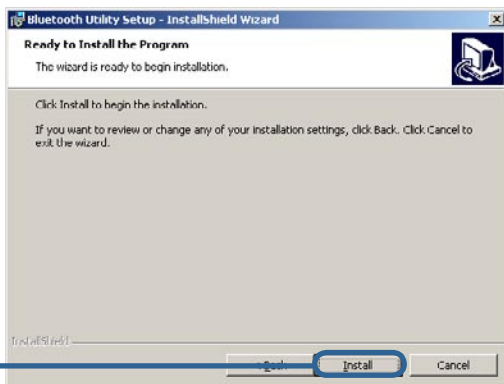 Bluetooth Utility Setup - InstallShield Wizard
Ready to Install the Program
The wizard is ready to begin installation.
Click Install to begin the installation.
If you want to review or change any of your installation settings, click Back. Click Cancel to
exit the wizard.
InstallShield
< Back Install Cancel